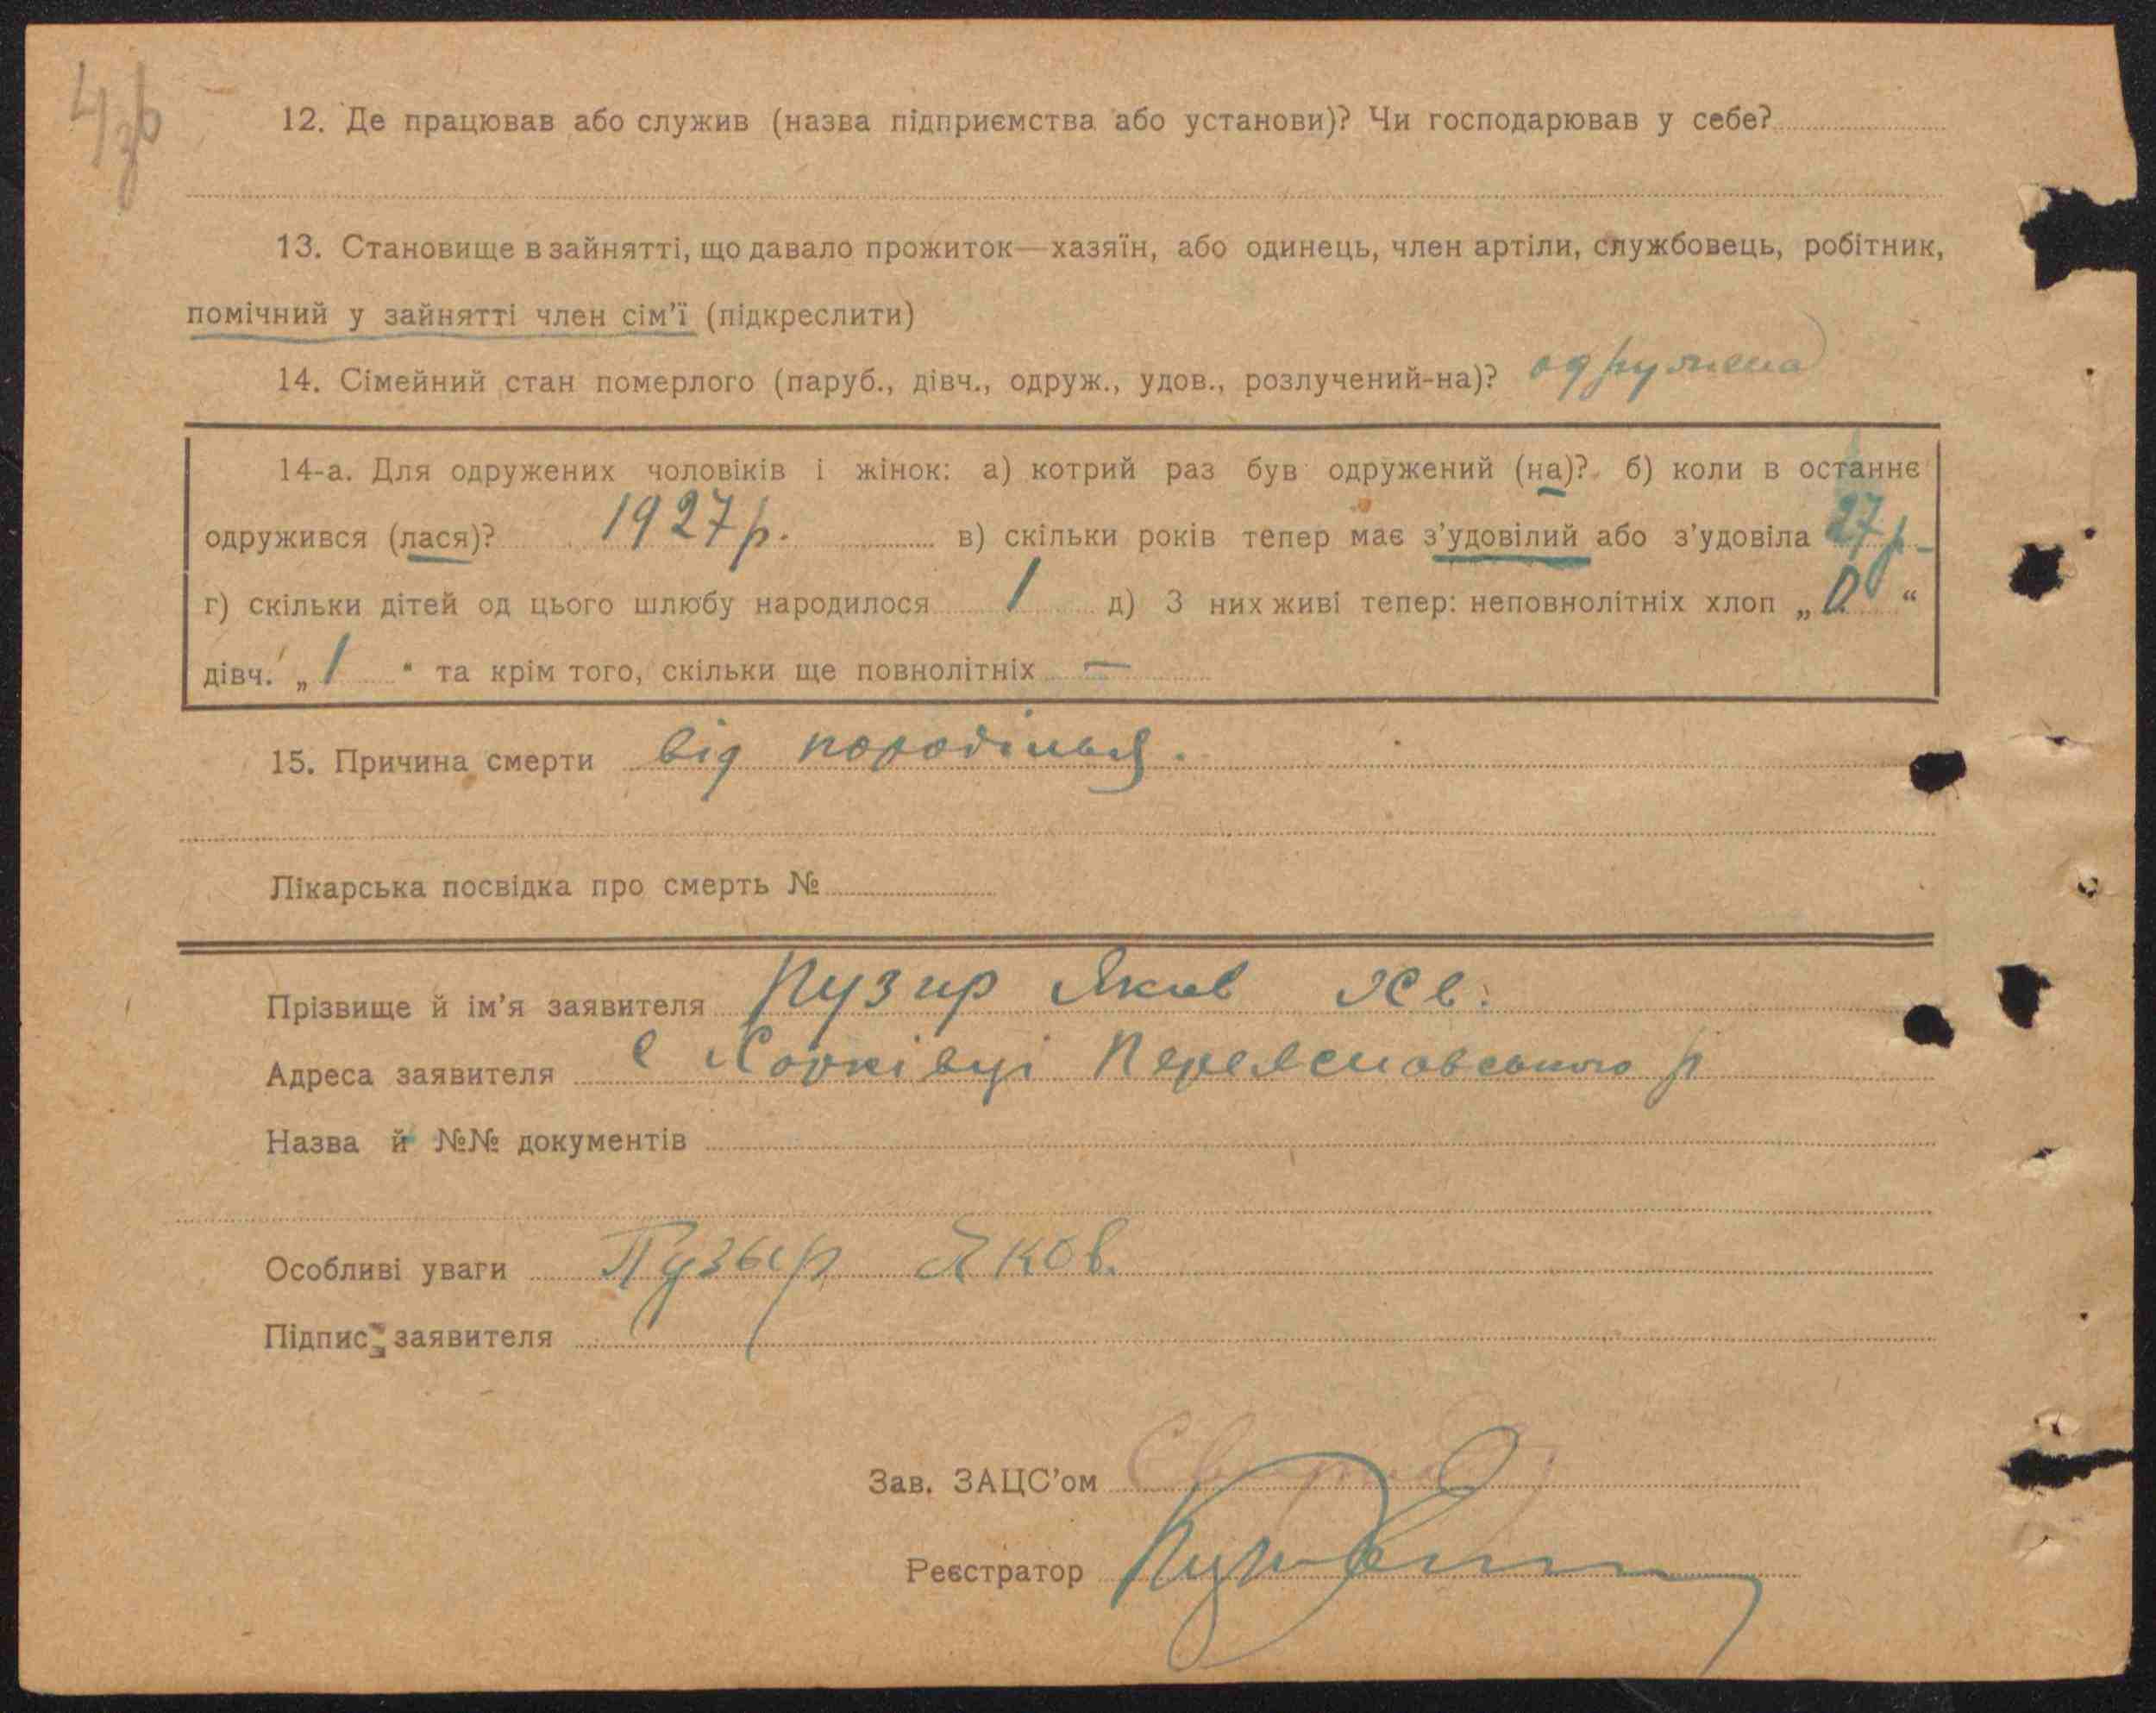 4зв
12. Де працював або служив (назва підприємства або установи)? Чи господарював у себе?
13. Становище в зайнятті, що давало прожиток—хазяїн, або одинець, член артіли, службовець, робітник,
помічний у зайнятті член сім'ї (підкреслити)
14. Сімейний стан померлого (паруб., дівч., одруж., удов., розлучений-на)? одружена
14-а. Для одружених чоловіків і жінок: а) котрий раз був одружений (на)? б) коли в останнє
одружився (лася)? 1927 р. в) скільки років тепер має з'удовілий або з'удовіла 27 р
г) скільки дітей од цього шлюбу народилося 1 д) З них живі тепер: неповнолітніх хлоп „0“
дівч. „1" та крім того, скільки ще повнолітніх —
15. Причина смерти від
Лікарська посвідка про смерть №
Прізвище й ім'я заявителя Пузир Яків
Адреса заявителя с Хоцківці Переяславського р
Назва й №№ документів
Особливі уваги Пузыр Яков.
Підпис заявителя
Зав. ЗАЦС'ом
Реєстратор